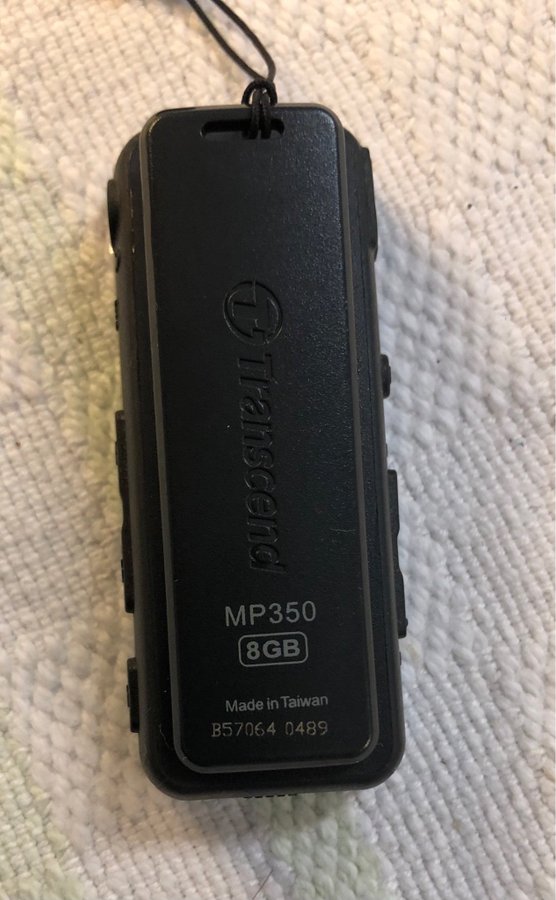 Transcend
MP350
8GB
Made in Taiwan
B57064 0489